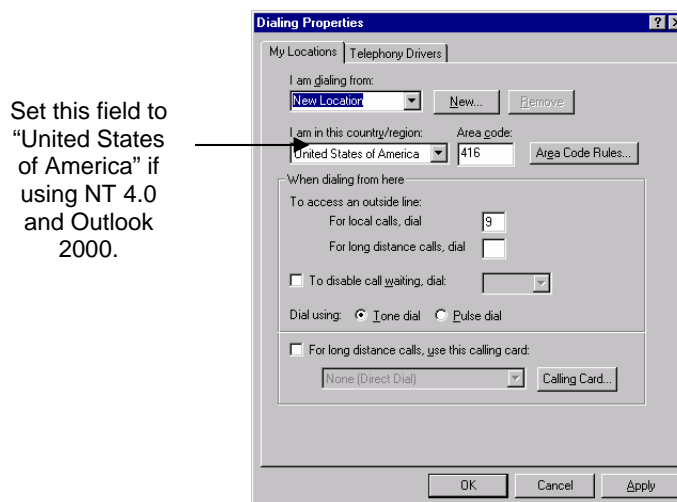 Dialing Properties
My Locations
Telephony Drivers
I am dialing from:
New Location
New...
Remove
Set this field to
“United States
of America” if
using NT 4.0
and Outlook
2000.
I am in this country/region:
Area code:
United States of America
416
Area Code Rules...
When dialing from here
To access an outside line:
For local calls, dial
9
For long distance calls, dial
To disable call waiting, dial:
Dial using:
Tone dial
Pulse dial
For long distance calls, use this calling card:
None (Direct Dial)
Calling Card...
OK
Cancel
Apply